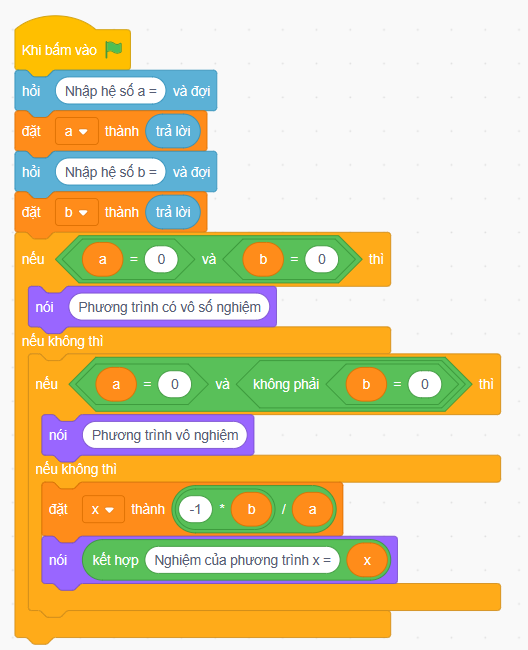 Khi bấm vào
hỏi Nhập hệ số a = và đợi
đặt a thành trả lời
hỏi Nhập hệ số b = và đợi
đặt b thành trả lời
nếu a = 0 và b = 0 thì
nói Phương trình có vô số nghiệm
nếu không thì
nếu a = 0 và không phải b = 0 thì
nói Phương trình vô nghiệm
nếu không thì
đặt x thành -1 * b / a
nói kết hợp Nghiệm của phương trình x = x